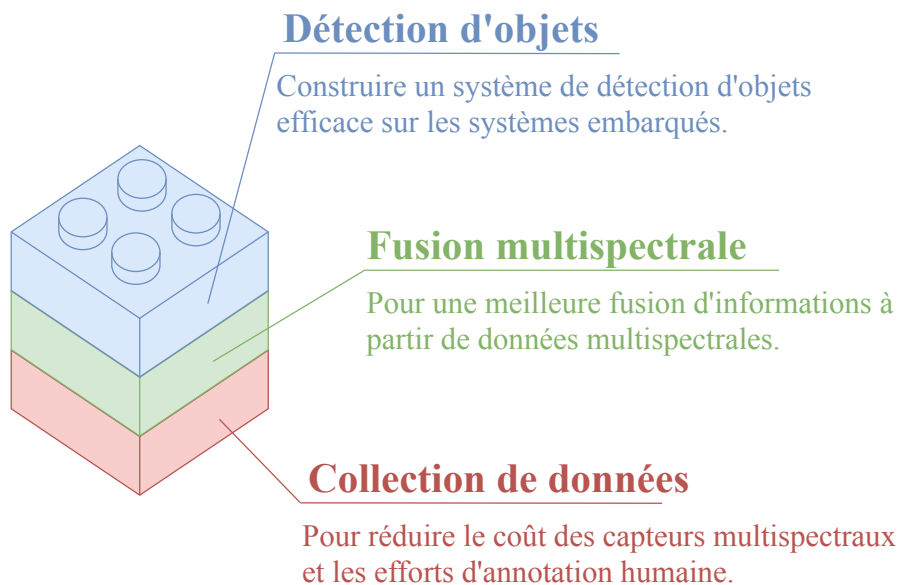 Détection d'objets
Construire un système de détection d'objets
efficace sur les systèmes embarqués.
Fusion multispectrale
Pour une meilleure fusion d'informations à
partir de données multispectrales.
Collection de données
Pour réduire le coût des capteurs multispectraux
et les efforts d'annotation humaine.